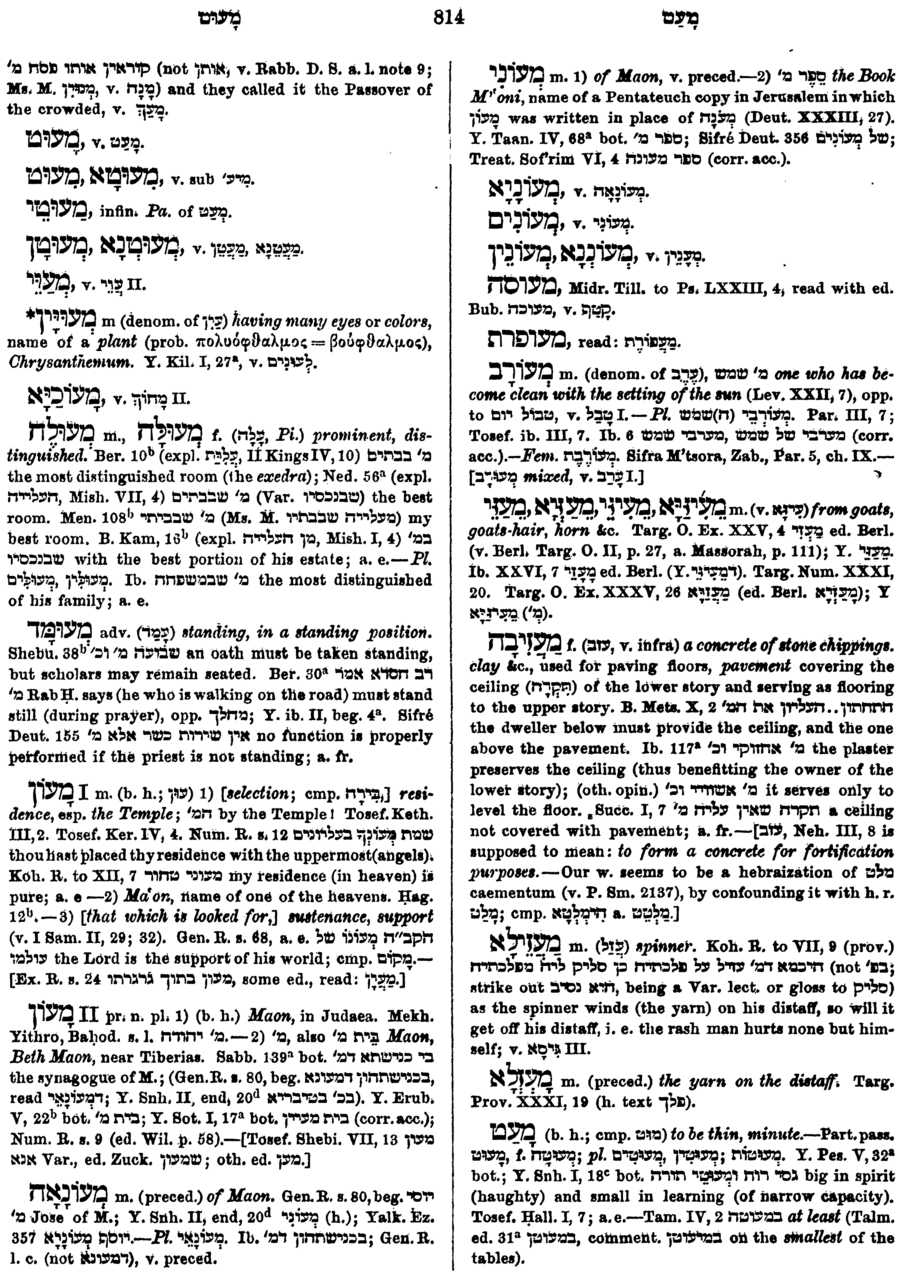 מָעוּט 814 מָעַט
קוראין אותו פסח מ' (not אותן, v. Rabb. D. S. a. l. note 9;
Ms. M. מפוין, v. מָנָה) and they called it the Passover of
the crowded, v. מָעַךְ.
מָעוּט, v. מָעַט.
מְעוּטָא, מְעוּט, v. sub מִיע'.
מַעוּטֵי, infin. Pa. of מְעַט.
מְעוּטְנָא, מְעוּטָן, v. מַעֲטָן, מַעֲטָנָא.
מְעַוֵּי, v. עֲוֵי II.
*מְעוּיָּין m (denom. of עַיִן) having many eyes or colors,
name of a plant (prob. πολυόφθαλμος = βούφθαλμος),
Chrysanthemum. Y. Kil. I, 27ᵃ, v. לְעוּנִים.
מָעוֹכַיָּא, v. מָחוֹךְ II.
מְעוּלֶּה m., מְעוּלָּה f. (עָלָה, Pi.) prominent, dis-
tinguished. Ber. 10ᵇ (expl. עֲלִיַּת, II Kings IV, 10) מ' בבתים
the most distinguished room (the exedra); Ned. 56ᵃ (expl.
העלייה, Mish. VII, 4) מ' שבבתים (Var. שבנכסיו) the best
room. Men. 108ᵇ מ' שבביתי (Ms. M. מעלייה שבבתי) my
best room. B. Kam, 16ᵇ (expl. מן העלייה, Mish. I, 4) במ'
שבנכסיו with the best portion of his estate; a. e.—Pl.
מְעוּלִּים, מְעוּלִּין. Ib. מ' שבמשפחה the most distinguished
of his family; a. e.
מְעוּמָּד adv. (עָמַד) standing, in a standing position.
Shebu. 38ᵇ שבועה מ' וכ' an oath must be taken standing,
but scholars may remain seated. Ber. 30ᵃ רב חסדא אמר
מ' Rab H. says (he who is walking on the road) must stand
still (during prayer), opp. מהלך; Y. ib. II, beg. 4ᵃ. Sifré
Deut. 155 אין שירות כשר אלא מ' no function is properly
performed if the priest is not standing; a. fr.
מָעוֹן I m. (b. h.; עון) 1) [selection; cmp. בִּירָה,] resi-
dence, esp. the Temple; המ' by the Temple! Tosef. Keth.
III, 2. Tosef. Ker. IV, 4. Num. R. s. 12 שמת מְעוֹנְךָ בעליונים
thou hast placed thy residence with the uppermost (angels).
Koh. R. to XII, 7 מעוני טהור my residence (in heaven) is
pure; a. e —2) Maʿon, name of one of the heavens. Hag.
12ᵇ.—3) [that which is looked for,] sustenance, support
(v. I Sam. II, 29; 32). Gen. R. s. 68, a. e. הקב״ה מְעוֹנוֹ של
עולמו the Lord is the support of his world; cmp. מָקוֹם.—
[Ex. R. s. 24 מעון בתוך גרגרותו, some ed., read: מַעְיָן.]
מָעוֹן II pr. n. pl. 1) (b. h.) Maon, in Judaea. Mekh.
Yithro, Baḥod. s. 1. מ' יהודה.—2) מ', also בֵּית מ' Maon,
Beth Maon, near Tiberias. Sabb. 139ᵃ bot. בי כנישתא דמ'
the synagogue of M.; (Gen. R. s. 80, beg. בכנישתהון דמעונא,
read דמְעוֹנָאֵי; Y. Snh. II, end, 20ᵈ בכ' בטיבריא). Y. Erub.
V, 22ᵇ bot. בית מ'; Y. Sot. I, 17ᵃ bot. בית מעיין (corr. acc.);
Num. R. s. 9 (ed. Wil. p. 58).—[Tosef. Shebi. VII, 13 מעון
אנא Var., ed. Zuck. שמעון; oth. ed. מען.]
מְעוֹנָאָה m. (preced.) of Maon. Gen. R. s. 80, beg. יוסי
מ' Jose of M.; Y. Snh. II, end, 20ᵈ מְעוֹנִי (h.); Yalk. Ez.
357 יוסף מְעוֹנָיָא.—Pl. מְעוֹנָאֵי. Ib. בכנישתהון דמ'; Gen. R.
l. c. (not דמעונא), v. preced.
מְעוֹנִי m. 1) of Maon, v. preced.—2) סֵפֶר מ' the Book
Mʿoni, name of a Pentateuch copy in Jerusalem in which
מָעוֹן was written in place of מְעֹנָה (Deut. XXXIII, 27).
Y. Taan. IV, 68ᵃ bot. ספר מ'; Sifré Deut. 356 של מְעוֹנִים;
Treat. Sof'rim VI, 4 ספר מעונה (corr. acc.).
מְעוֹנָיָא, v. מְעוֹנָאָה.
מְעוֹנִים, v. מְעוֹנִי.
מְעוֹנְנָא, מְעוֹנֵין, v. מְעָנֵין.
מעוסה, Midr. Till. to Ps. LXXIII, 4, read with ed.
Bub. מעוכה, v. קָטַף.
מעופרת, read: מַעֲפוֹרֶת.
מְעוֹרָב m. (denom. of עֶרֶב), מ' שמש one who has be-
come clean with the setting of the sun (Lev. XXII, 7), opp.
to טבול יום, v. טָבַל I.—Pl. מְעוֹרְבֵי (ה)שמש. Par. III, 7;
Tosef. ib. III, 7. Ib. 6 מערבי של שמש, מערבי שמש (corr.
acc.).—Fem. מְעוֹרֶבֶת. Sifra M'tsora, Zab., Par. 5, ch. IX.—
[מְעוֹרָב mixed, v. עָרַב I.]
מְעִיזַיָּא, מְעִיזֵי, מְעַזְיָא, מַעֲזֵי m. (v. עִיזָּא) from goats,
goats-hair, horn &c. Targ. O. Ex. XXV, 4 מְעַזֵּי ed. Berl.
(v. Berl. Targ. O. II, p. 27, a. Massorah, p. 111); Y. מַעֲזֵי.
Ib. XXVI, 7 מְעַזֵּי ed. Berl. (Y. דמעיזי). Targ. Num. XXXI,
20. Targ. O. Ex. XXXV, 26 מְעַזַּיָּא (ed. Berl. מַעְזְיָא); Y
(מ') מְעִיזַיָּא.
מַעֲזִיבָה f. (עזב, v. infra) a concrete of stone chippings.
clay &c., used for paving floors, pavement covering the
ceiling (תִּקְרָה) of the lower story and serving as flooring
to the upper story. B. Mets. X, 2 התחתון..העליון את המ'
the dweller below must provide the ceiling, and the one
above the pavement. Ib. 117ᵃ מ' אחזוקי וכ' the plaster
preserves the ceiling (thus benefitting the owner of the
lower story); (oth. opin.) מ' אשוויי וכ' it serves only to
level the floor. Succ. I, 7 תקרה שאין עליה מ' a ceiling
not covered with pavement; a. fr.—[עזב, Neh. III, 8 is
supposed to mean: to form a concrete for fortification
purposes.—Our w. seems to be a hebraization of מלט
caementum (v. P. Sm. 2137), by confounding it with h. r.
מָלַט; cmp. חִימְלְטָא a. מַלְטֵט.]
מַעֲזִילָא m. (עֲזַל) spinner. Koh. R. to VII, 9 (prov.)
היכמא דמ' עזיל על פלכתיה כן סליק ליה מפלכתיה (not בפ';
strike out היא נסיב, being a Var. lect. or gloss to סליק)
as the spinner winds (the yarn) on his distaff, so will it
get off his distaff, i. e. the rash man hurts none but him-
self; v. גִּיסָא III.
מַעְזְלָא m. (preced.) the yarn on the distaff. Targ.
Prov. XXXI, 19 (h. text פלך).
מָעַט (b. h.; cmp. מוט) to be thin, minute.—Part. pass.
מָעוּט, f. מְעוּטָה; pl. מְעוּטִים, מְעוּטִין; מְעוּטוֹת. Y. Pes. V, 32ᵃ
bot.; Y. Snh. I, 18ᶜ bot. גסי רוח ומְעוּטֵי תורה big in spirit
(haughty) and small in learning (of narrow capacity).
Tosef. Hall. I, 7; a. e.—Tam. IV, 2 במעוטה at least (Talm.
ed. 31ᵃ במעוטן, comment. במיעוטן on the smallest of the
tables).